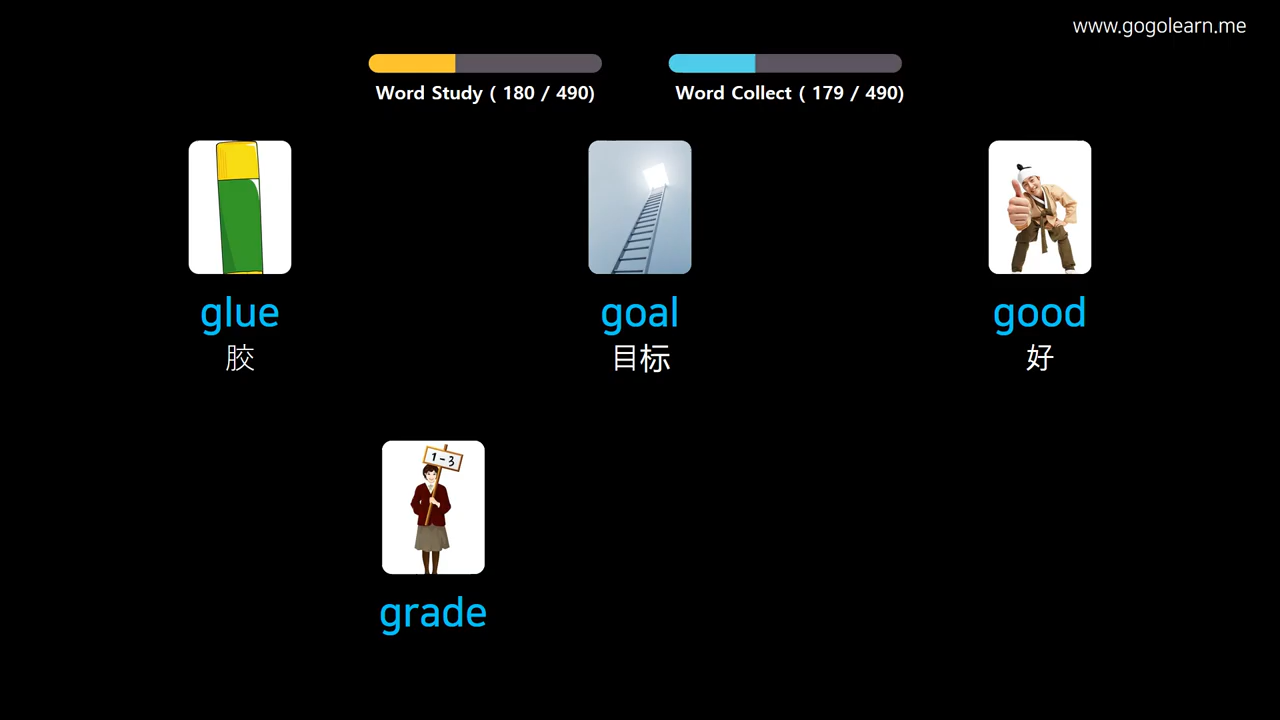 www.gogolearn.me
Word Study ( 180 / 490)
Word Collect ( 179 / 490)
glue
胶
goal
目标
good
好
1 - 3
grade